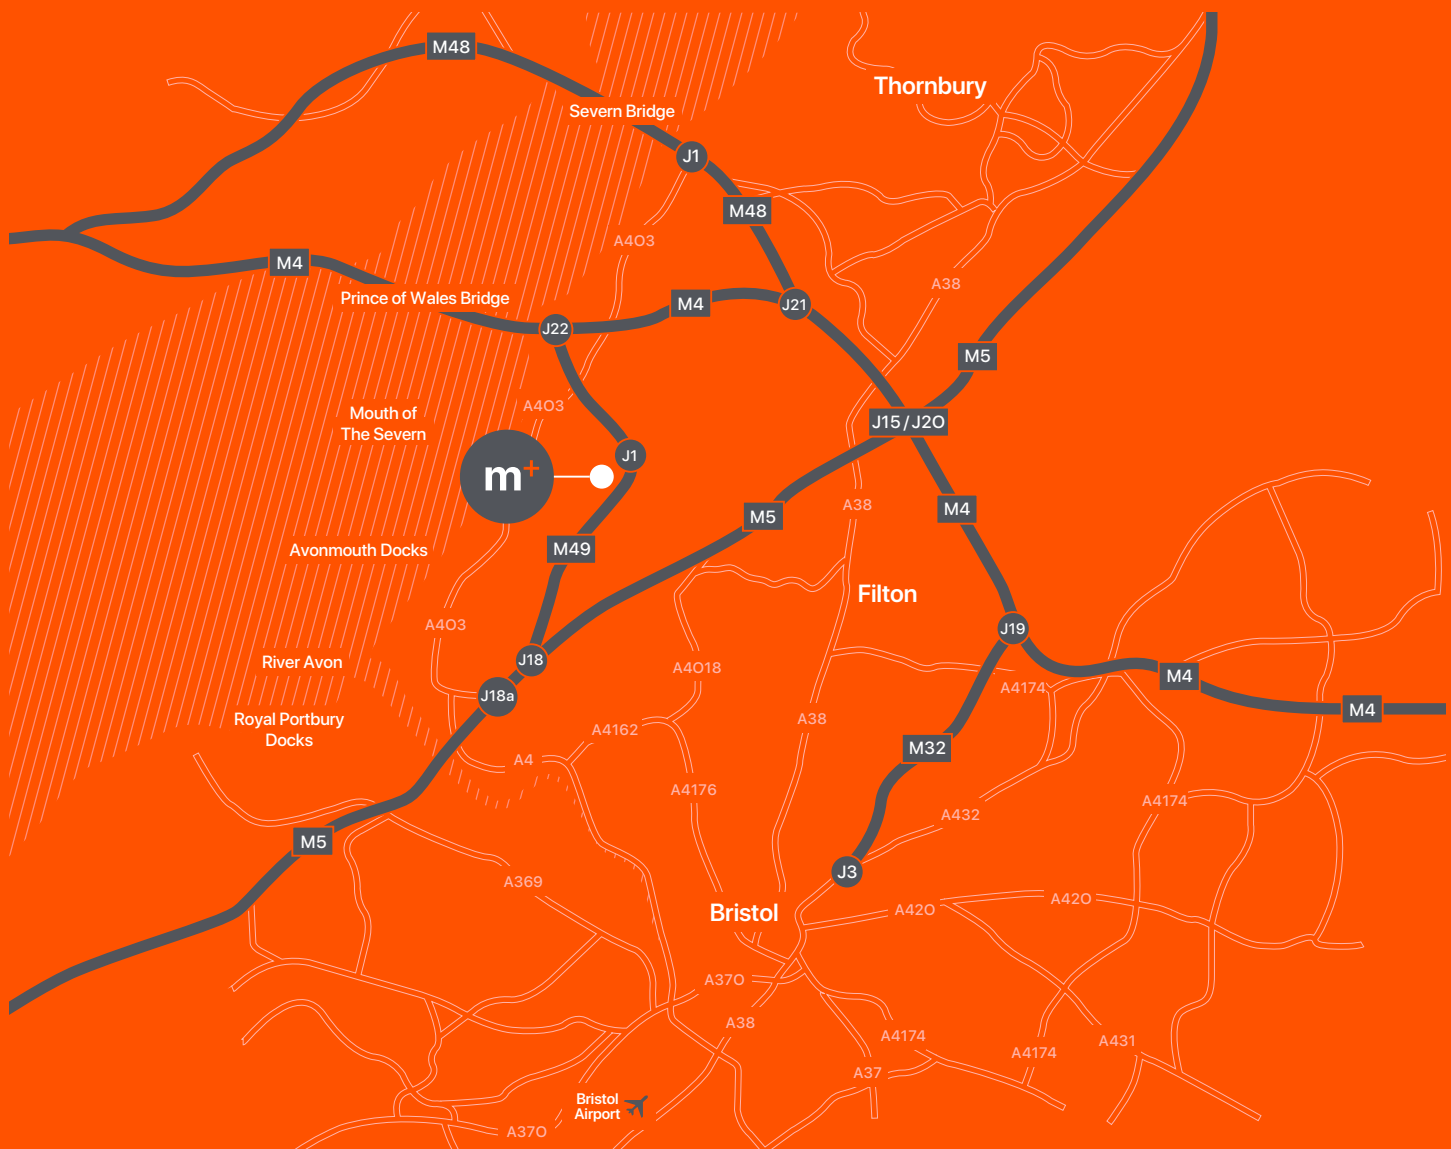 M48
Thornbury
Severn Bridge
J1
M48
A403
M4
A38
Prince of Wales Bridge
M4
J21
J22
M5
A403
Mouth of
The Severn
J15/J20
J1
m+
A38
M4
M5
M49
Avonmouth Docks
Filton
A403
J19
River Avon
J18
A4018
M4
A4174
J18a
M4
Royal Portbury
Docks
A38
A4162
M32
A4
A4176
A4174
A432
M5
J3
A369
A420
A420
Bristol
A370
A38
A4174
A431
A4174
A37
Bristol
Airport
A370